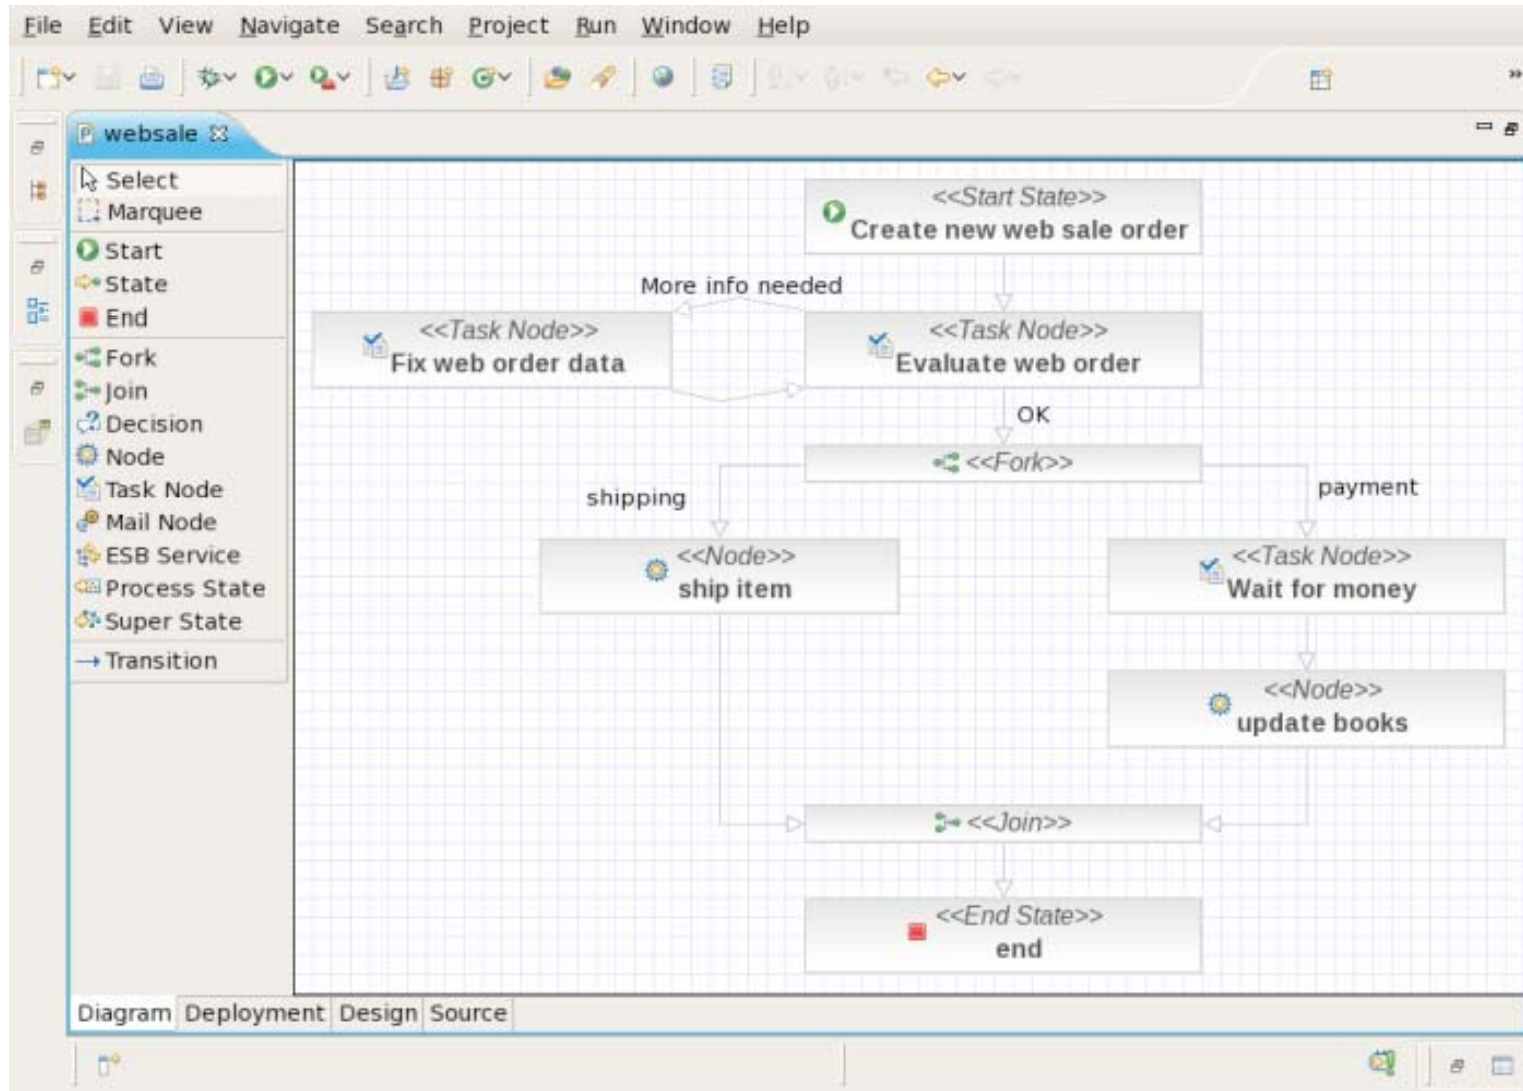 File Edit View Navigate Search Project Run Window Help
websale
Select
Marquee
Start
State
End
Fork
Join
Decision
Node
Task Node
Mail Node
ESB Service
Process State
Super State
Transition
<<Start State>>
Create new web sale order
More info needed
<<Task Node>>
Fix web order data
<<Task Node>>
Evaluate web order
OK
<<Fork>>
shipping
payment
<<Node>>
ship item
<<Task Node>>
Wait for money
<<Node>>
update books
<<Join>>
<<End State>>
end
Diagram Deployment Design Source